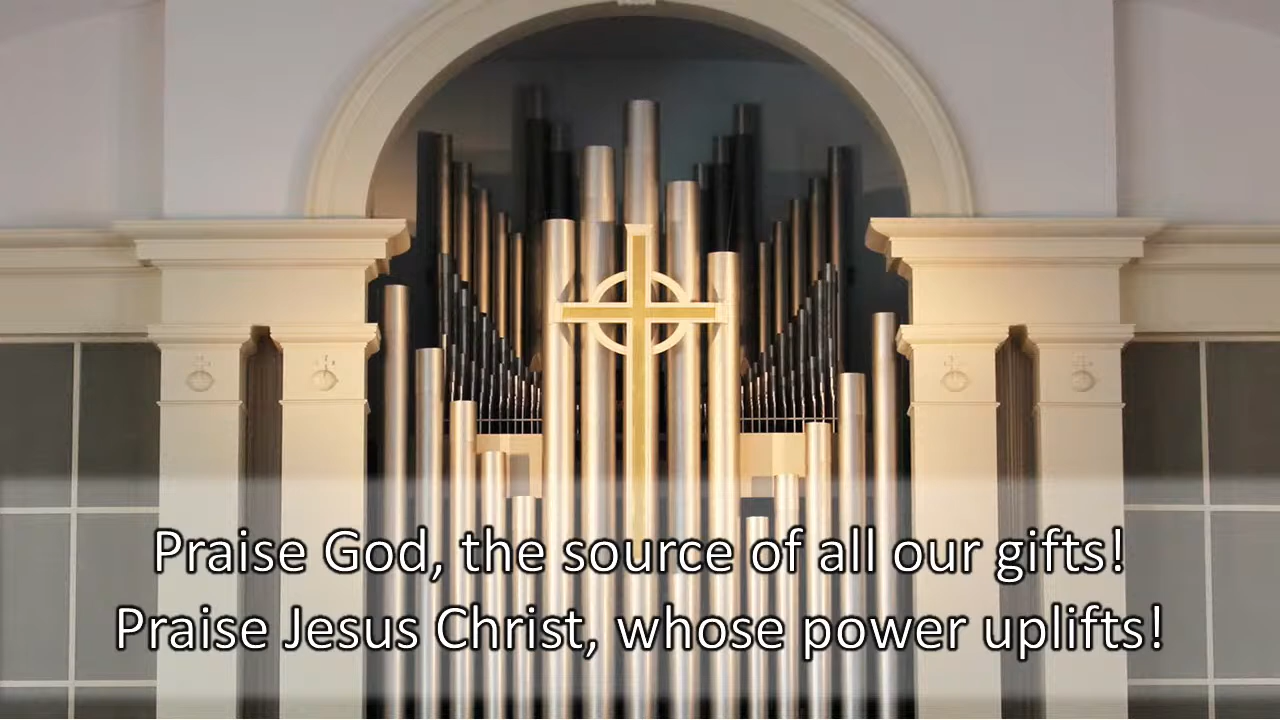 Praise God, the source of all our gifts!
Praise Jesus Christ, whose power uplifts!